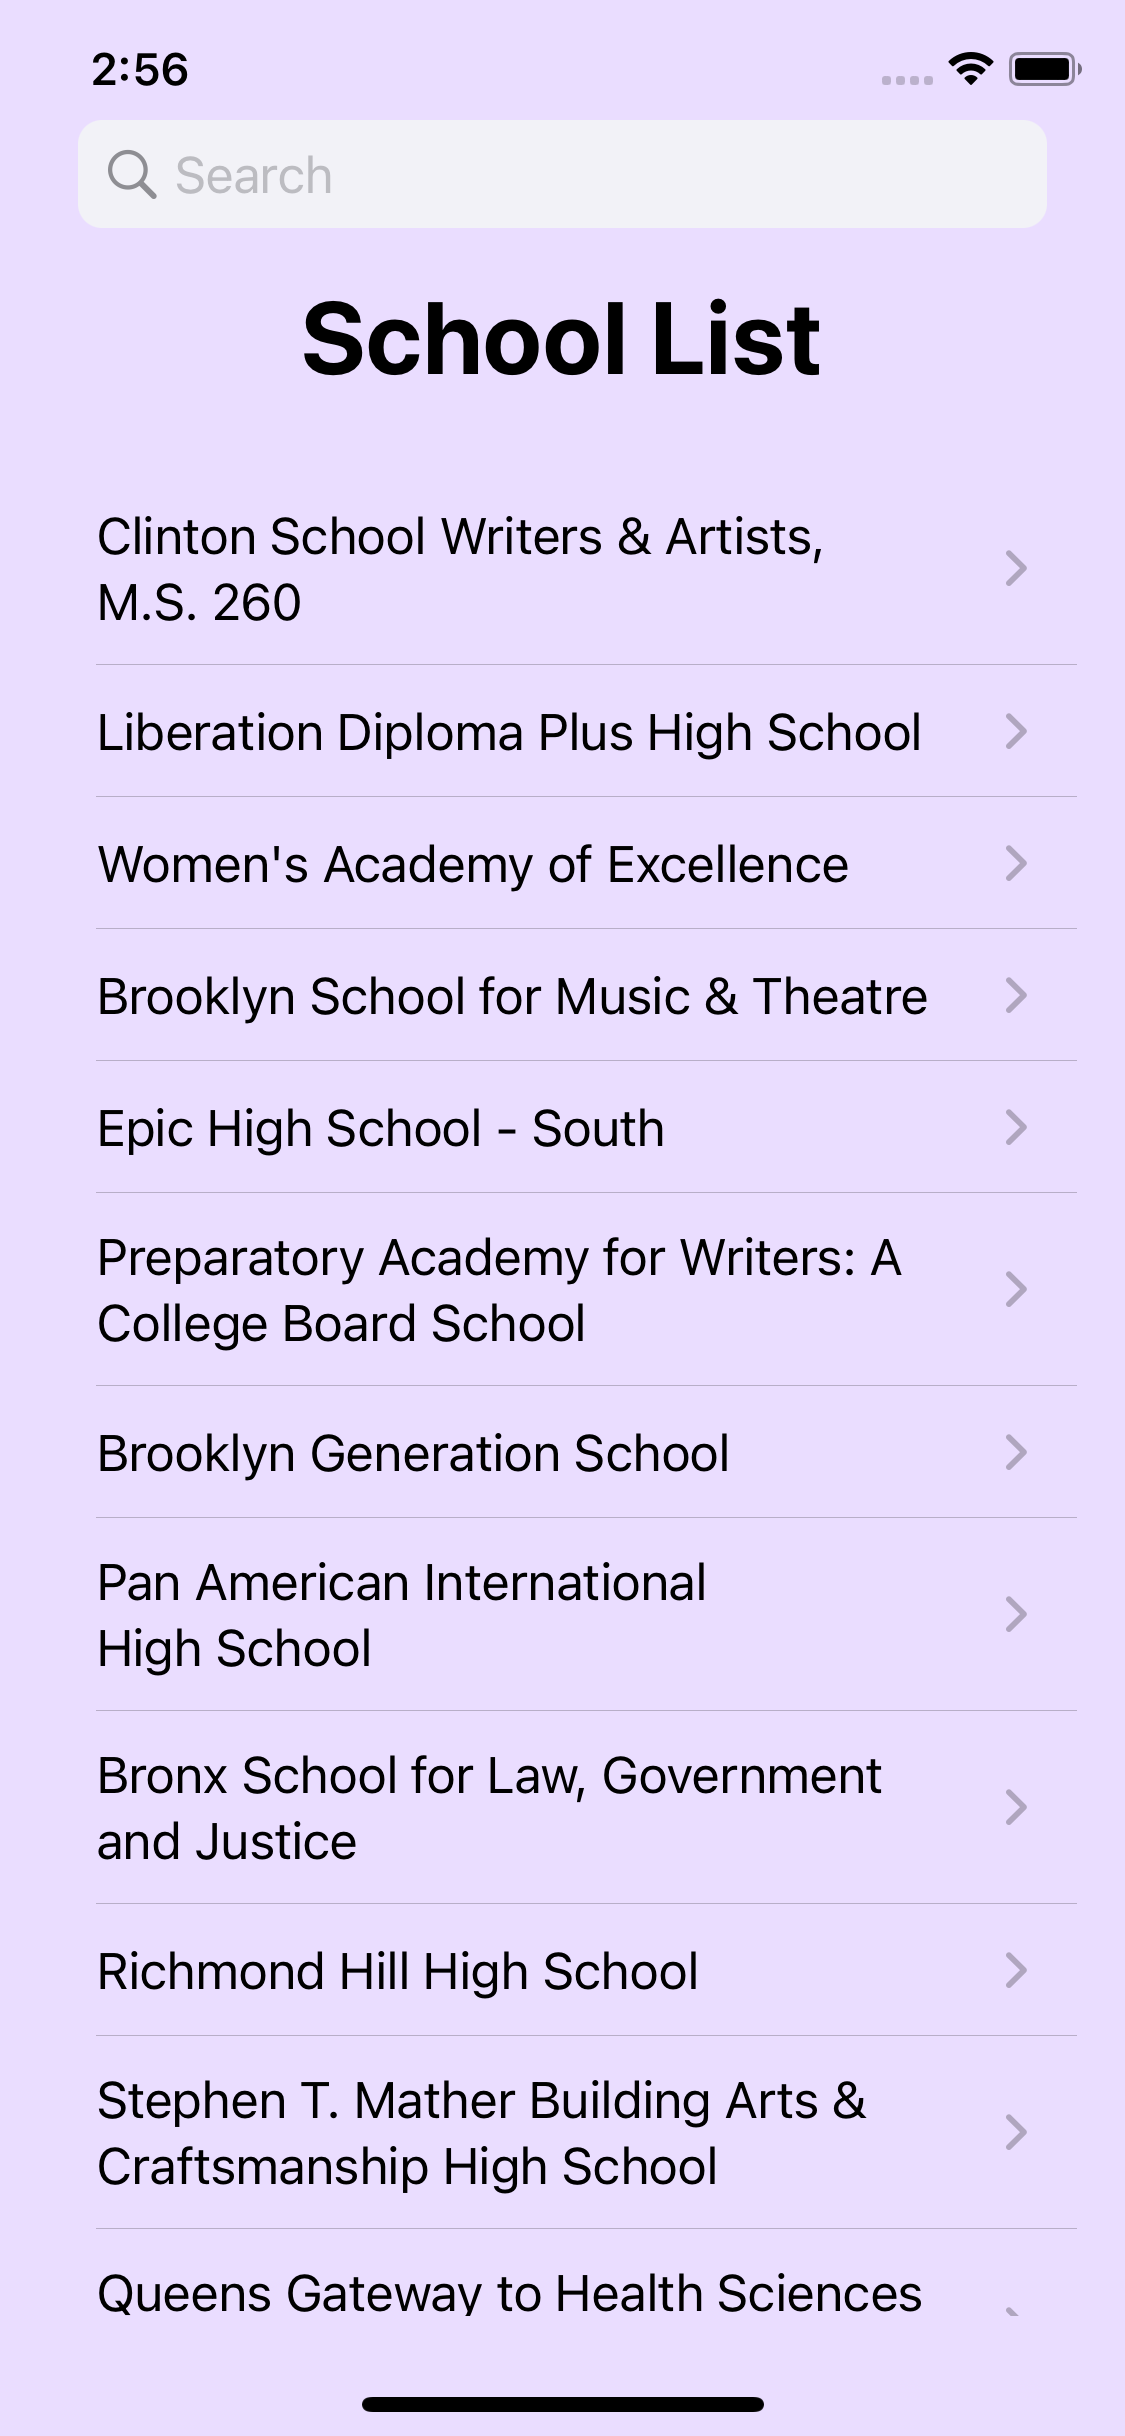 2:56
Search
School List
Clinton School Writers & Artists,
M.S. 260
Liberation Diploma Plus High School
Women's Academy of Excellence
Brooklyn School for Music & Theatre
Epic High School - South
Preparatory Academy for Writers: A
College Board School
Brooklyn Generation School
Pan American International
High School
Bronx School for Law, Government
and Justice
Richmond Hill High School
Stephen T. Mather Building Arts &
Craftsmanship High School
Queens Gateway to Health Sciences